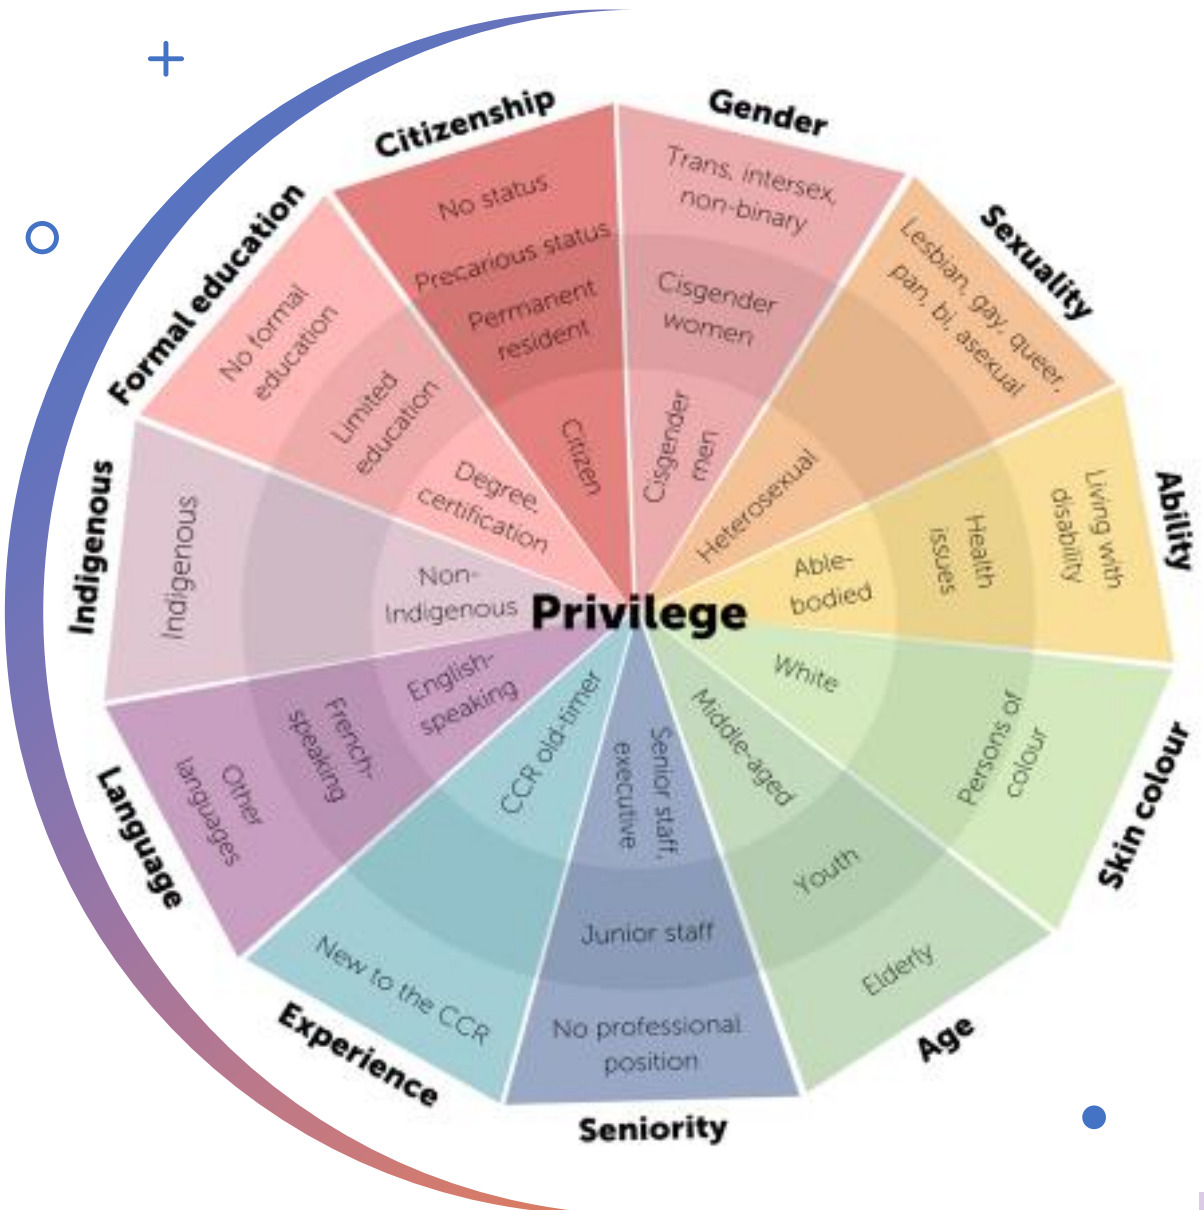 Citizenship
No status
Precarious status
Permanent
resident
Citizen
Gender
Trans, intersex,
non-binary
Cisgender
women
Cisgender
men
Sexuality
Lesbian, gay, queer,
pan, bi, asexual
Heterosexual
Ability
Living with
disability
Health
issues
Able-
bodied
Skin colour
Persons of
colour
White
Age
Elderly
Youth
Middle-aged
Seniority
No professional
position
Junior staff
Senior staff,
executive
Experience
New to the CCR
CCR old-timer
Language
Other
languages
French-
speaking
English-
speaking
Indigenous
Indigenous
Non-
Indigenous
Formal education
No formal
education
Limited
education
Degree,
certification
Privilege